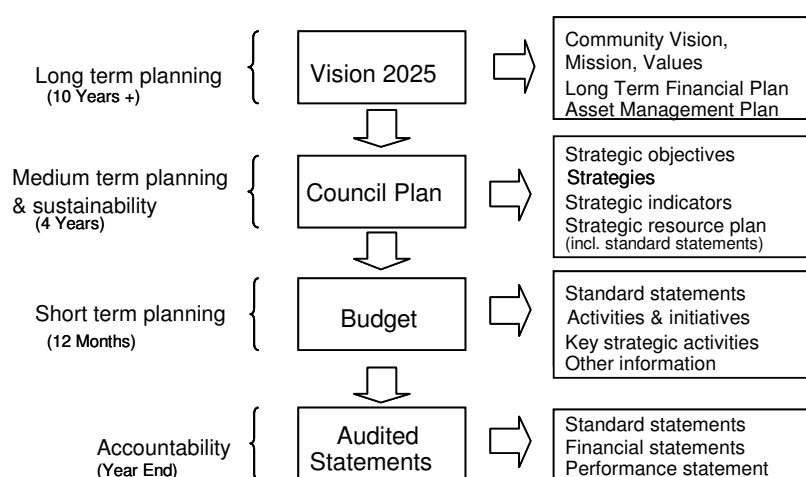 Long term planning
(10 Years +)
Vision 2025
Community Vision,
Mission, Values
Long Term Financial Plan
Asset Management Plan
Medium term planning
& sustainability
(4 Years)
Council Plan
Strategic objectives
Strategies
Strategic indicators
Strategic resource plan
(incl. standard statements)
Short term planning
(12 Months)
Budget
Standard statements
Activities & initiatives
Key strategic activities
Other information
Accountability
(Year End)
Audited
Statements
Standard statements
Financial statements
Performance statement